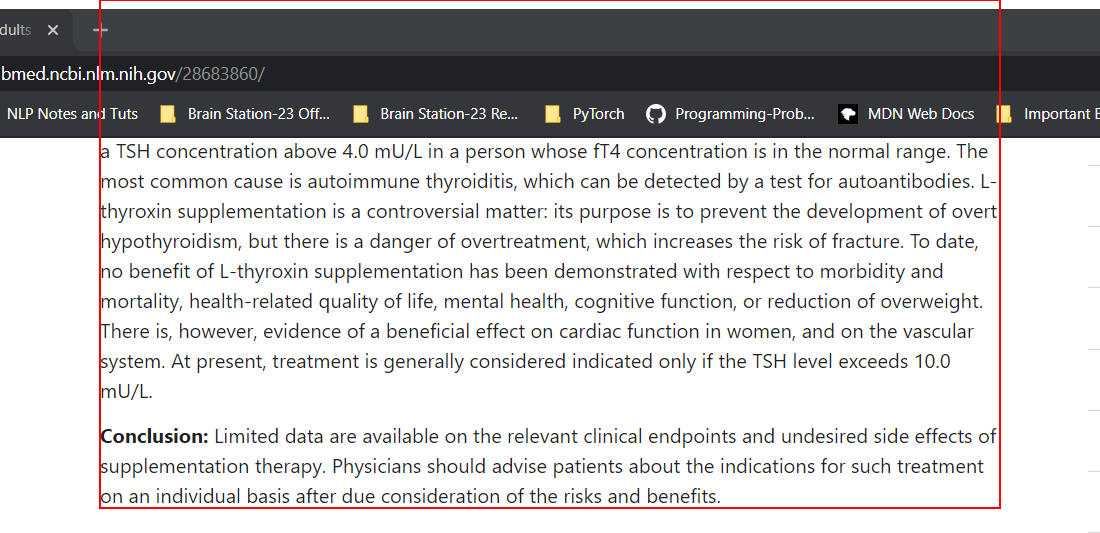 dults
bmed.ncbi.nlm.nih.gov/28683860/
NLP Notes and Tuts Brain Station-23 Off... Brain Station-23 Re... PyTorch Programming-Prob... MDN Web Docs Important
a TSH concentration above 4.0 mU/L in a person whose fT4 concentration is in the normal range. The
most common cause is autoimmune thyroiditis, which can be detected by a test for autoantibodies. L-
thyroxin supplementation is a controversial matter: its purpose is to prevent the development of overt
hypothyroidism, but there is a danger of overtreatment, which increases the risk of fracture. To date,
no benefit of L-thyroxin supplementation has been demonstrated with respect to morbidity and
mortality, health-related quality of life, mental health, cognitive function, or reduction of overweight.
There is, however, evidence of a beneficial effect on cardiac function in women, and on the vascular
system. At present, treatment is generally considered indicated only if the TSH level exceeds 10.0
mU/L.
Conclusion: Limited data are available on the relevant clinical endpoints and undesired side effects of
supplementation therapy. Physicians should advise patients about the indications for such treatment
on an individual basis after due consideration of the risks and benefits.